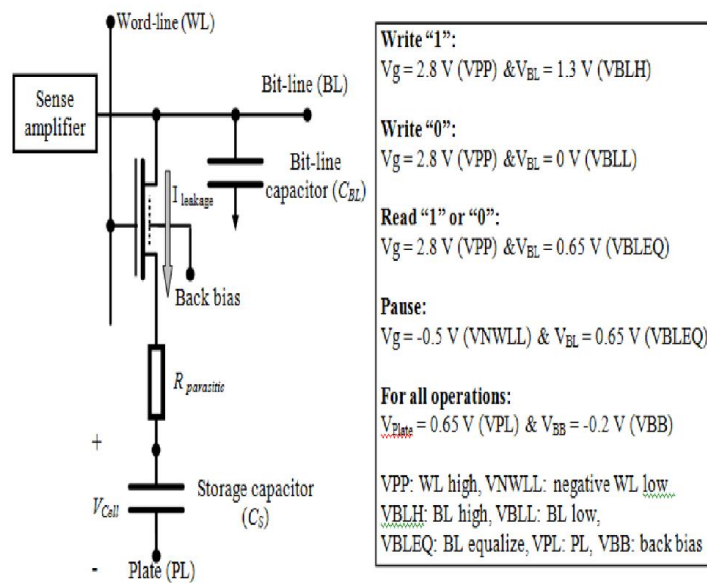 Word-line (WL)
Sense
amplifier
Bit-line (BL)
Bit-line
capacitor (CBL)
I leakage
Back bias
R parasitic
+
VCell
Storage capacitor
(CS)
-
Plate (PL)
Write “1”:
Vg = 2.8 V (VPP) &VBL = 1.3 V (VBLH)
Write “0”:
Vg = 2.8 V (VPP) &VBL = 0 V (VBLL)
Read “1” or “0”:
Vg = 2.8 V (VPP) &VBL = 0.65 V (VBLEQ)
Pause:
Vg = -0.5 V (VNWLL) & VBL = 0.65 V (VBLEQ)
For all operations:
VPlate = 0.65 V (VPL) & VBB = -0.2 V (VBB)
VPP: WL high, VNWLL: negative WL low
VBLH: BL high, VBLL: BL low,
VBLEQ: BL equalize, VPL: PL, VBB: back bias